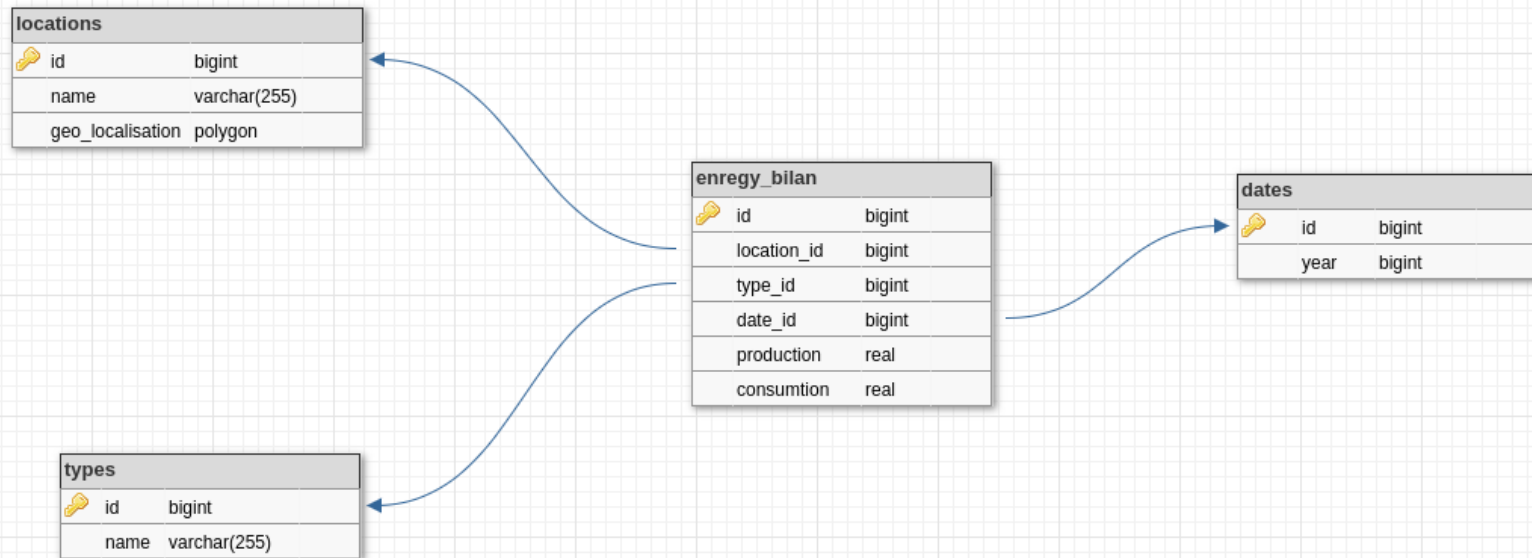 locations
id bigint
name varchar(255)
geo_localisation polygon
enregy_bilan
id bigint
location_id bigint
type_id bigint
date_id bigint
production real
consumtion real
dates
id bigint
year bigint
types
id bigint
name varchar(255)